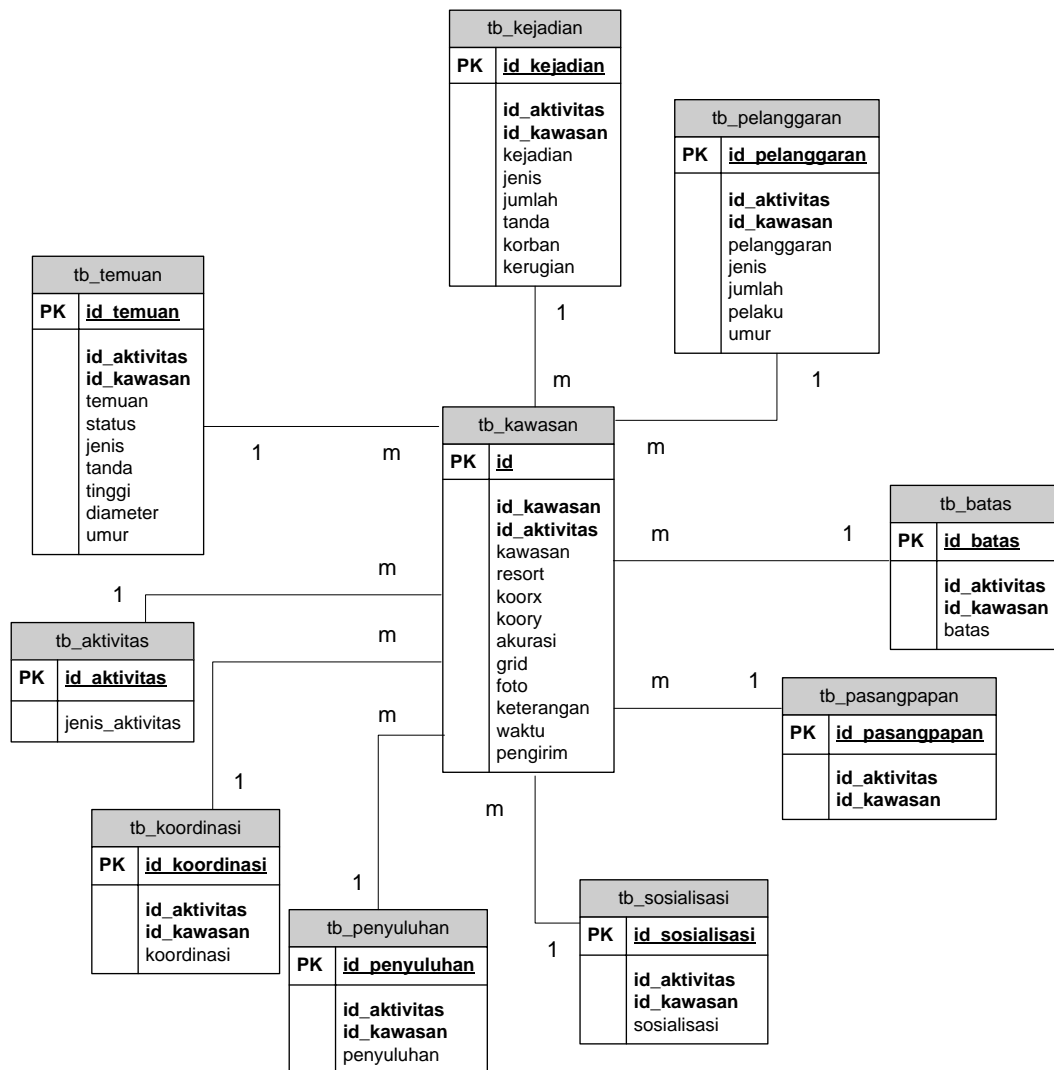 tb_kejadian
PK id_kejadian
id_aktivitas
id_kawasan
kejadian
jenis
jumlah
tanda
korban
kerugian
1
m
tb_pelanggaran
PK id_pelanggaran
id_aktivitas
id_kawasan
pelanggaran
jenis
jumlah
pelaku
umur
1
m
tb_temuan
PK id_temuan
id_aktivitas
id_kawasan
temuan
status
jenis
tanda
tinggi
diameter
umur
1
m
tb_kawasan
PK id
id_kawasan
id_aktivitas
kawasan
resort
koorx
koory
akurasi
grid
foto
keterangan
waktu
pengirim
m
1
tb_batas
PK id_batas
id_aktivitas
id_kawasan
batas
m
1
tb_aktivitas
PK id_aktivitas
jenis_aktivitas
m
1
tb_pasangpapan
PK id_pasangpapan
id_aktivitas
id_kawasan
m
1
tb_koordinasi
PK id_koordinasi
id_aktivitas
id_kawasan
koordinasi
m
1
tb_penyuluhan
PK id_penyuluhan
id_aktivitas
id_kawasan
penyuluhan
m
1
tb_sosialisasi
PK id_sosialisasi
id_aktivitas
id_kawasan
sosialisasi